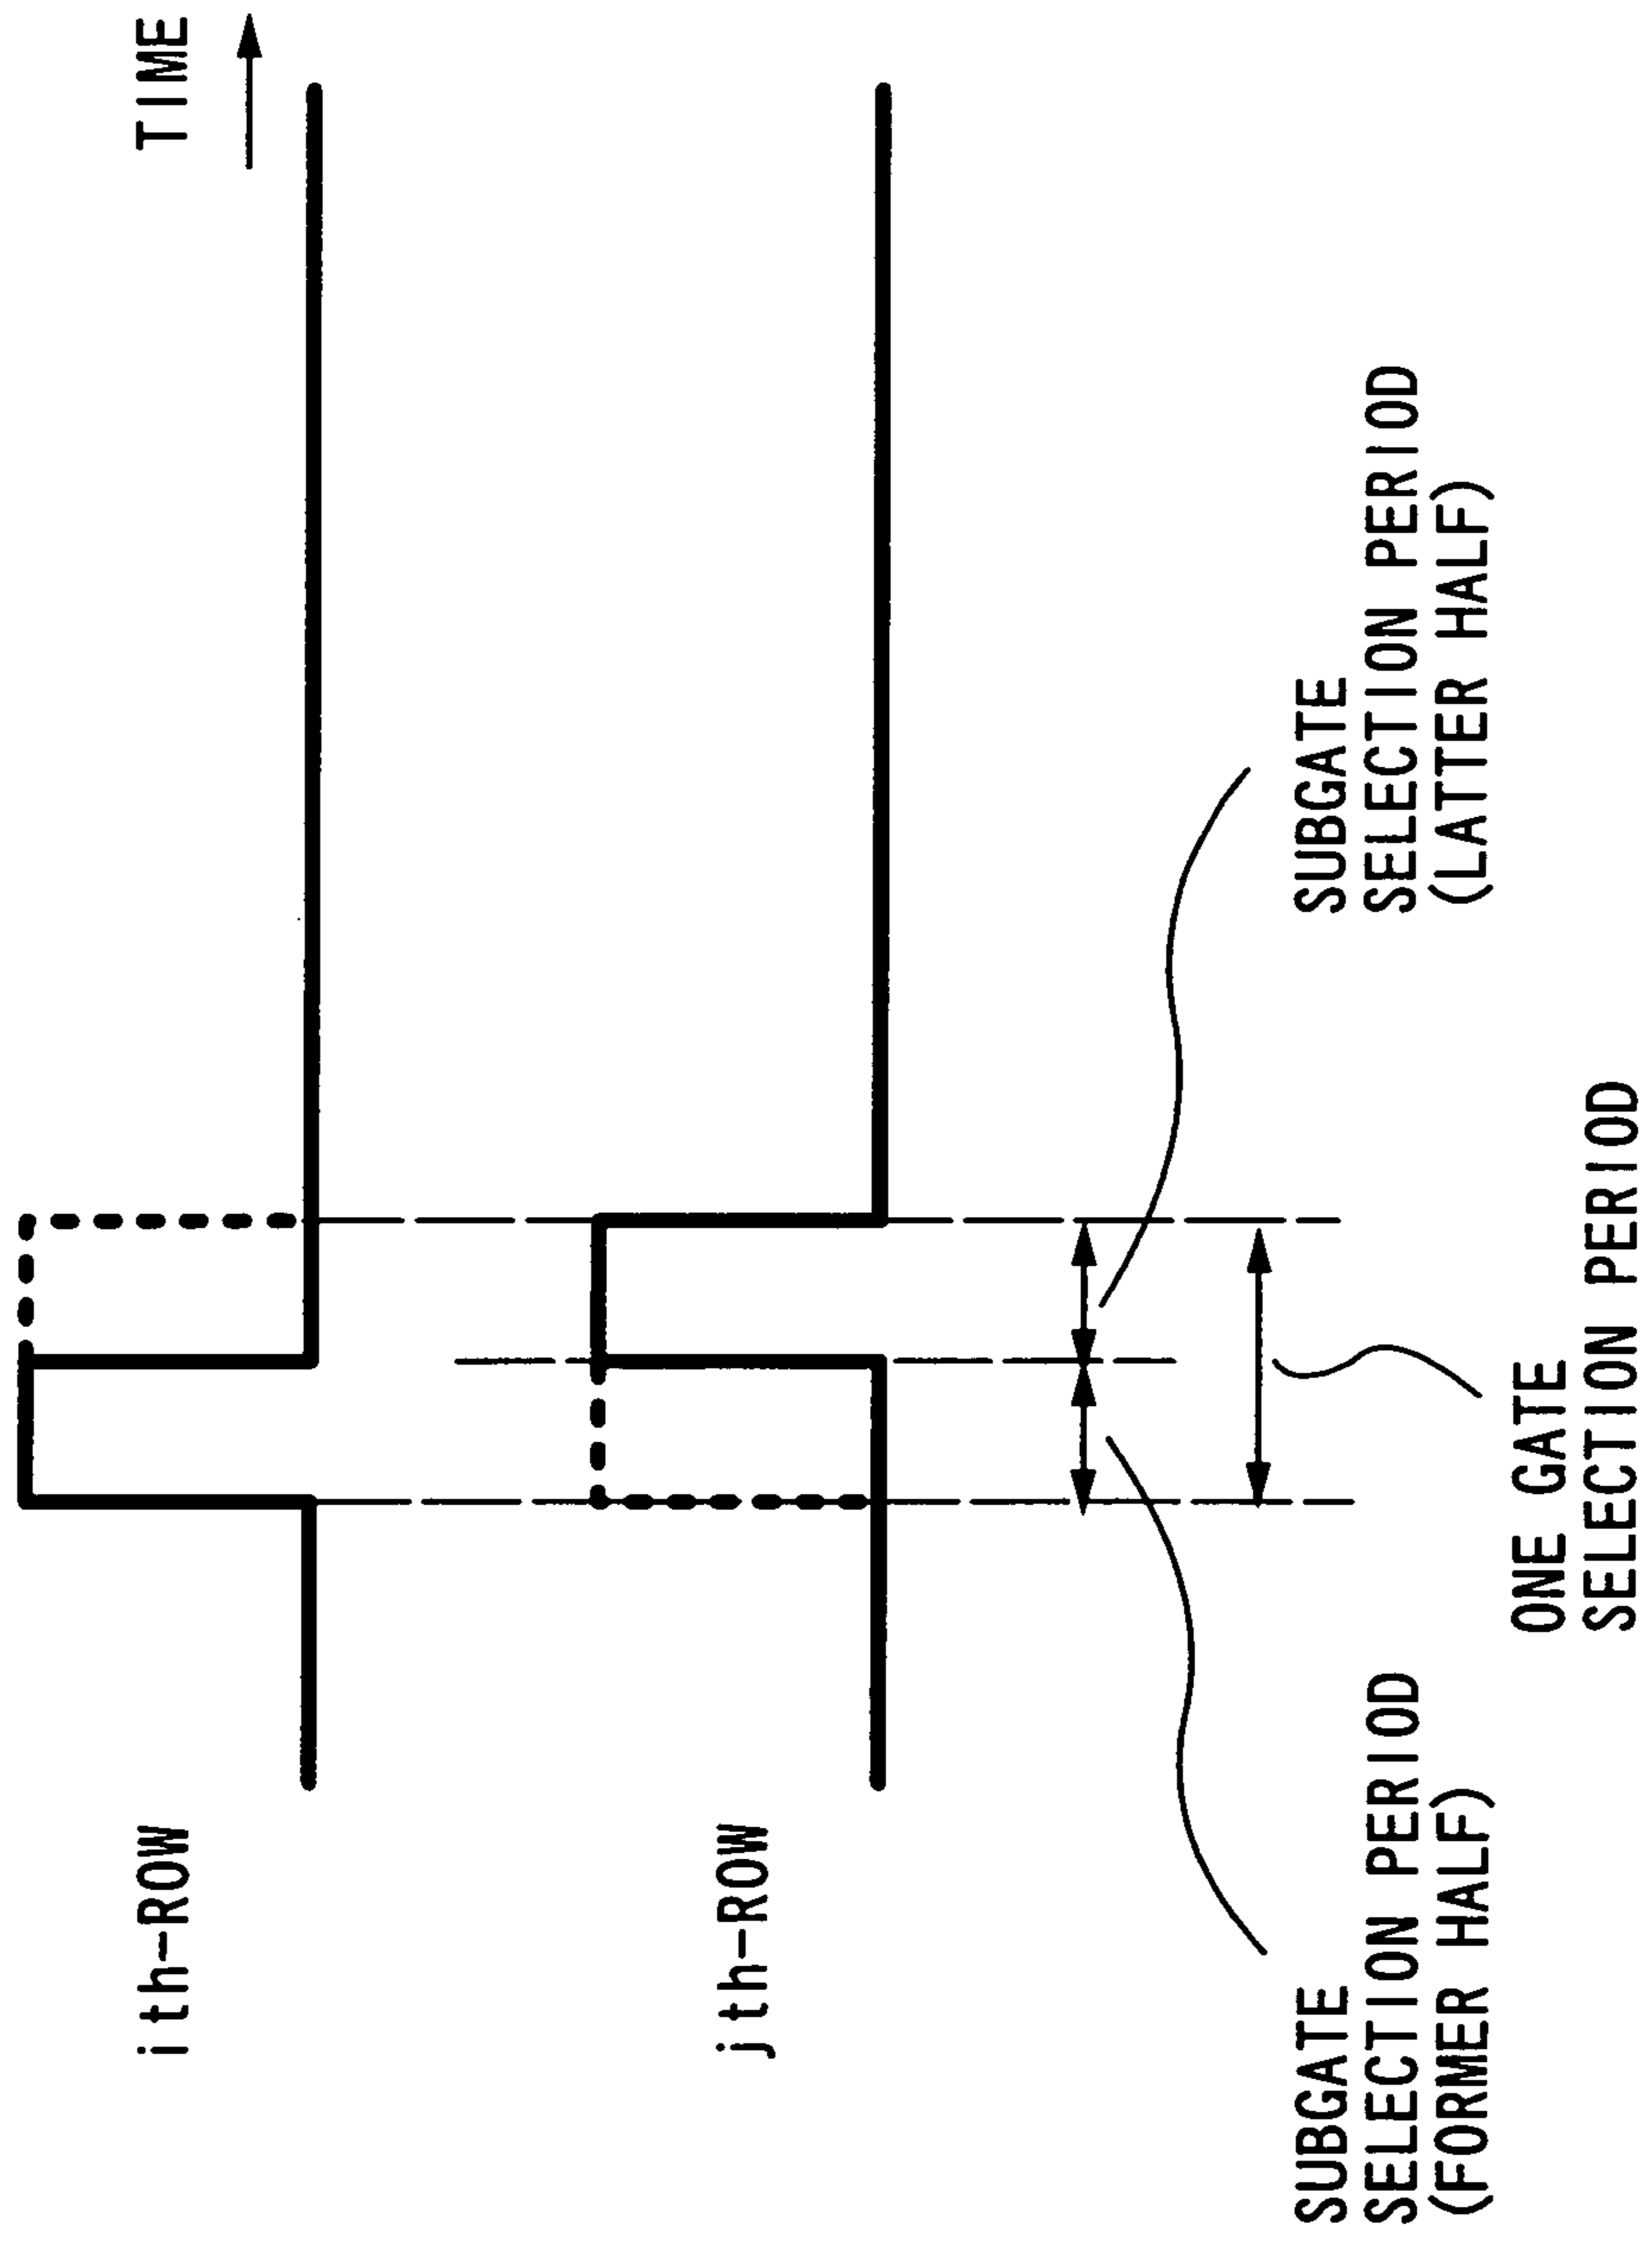 TIME
ith-ROW
jth-ROW
SUBGATE
SELECTION PERIOD
(FORMER HALF)
SUBGATE
SELECTION PERIOD
(LATTER HALF)
ONE GATE
SELECTION PERIOD